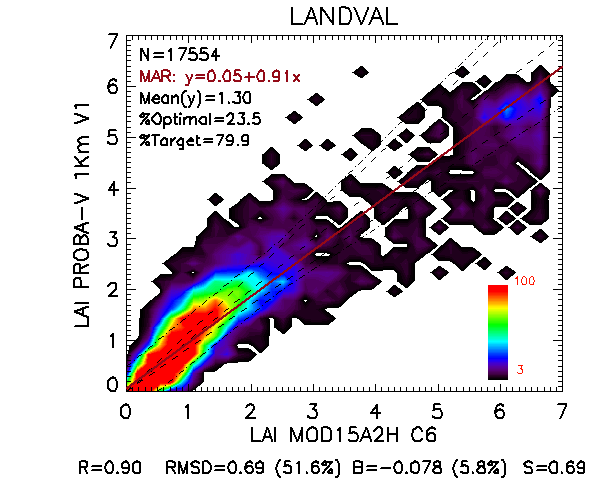 LANDVAL
N=17554
MAR: y=0.05+0.91x
Mean(y)=1.30
%Optimal=23.5
%Target=79.9
7
6
5
4
3
2
1
0
LAI PROBA-V 1Km V1
100
3
0 1 2 3 4 5 6 7
LAI MOD15A2H C6
R=0.90 RMSD=0.69 (51.6%) B=-0.078 (5.8%) S=0.69